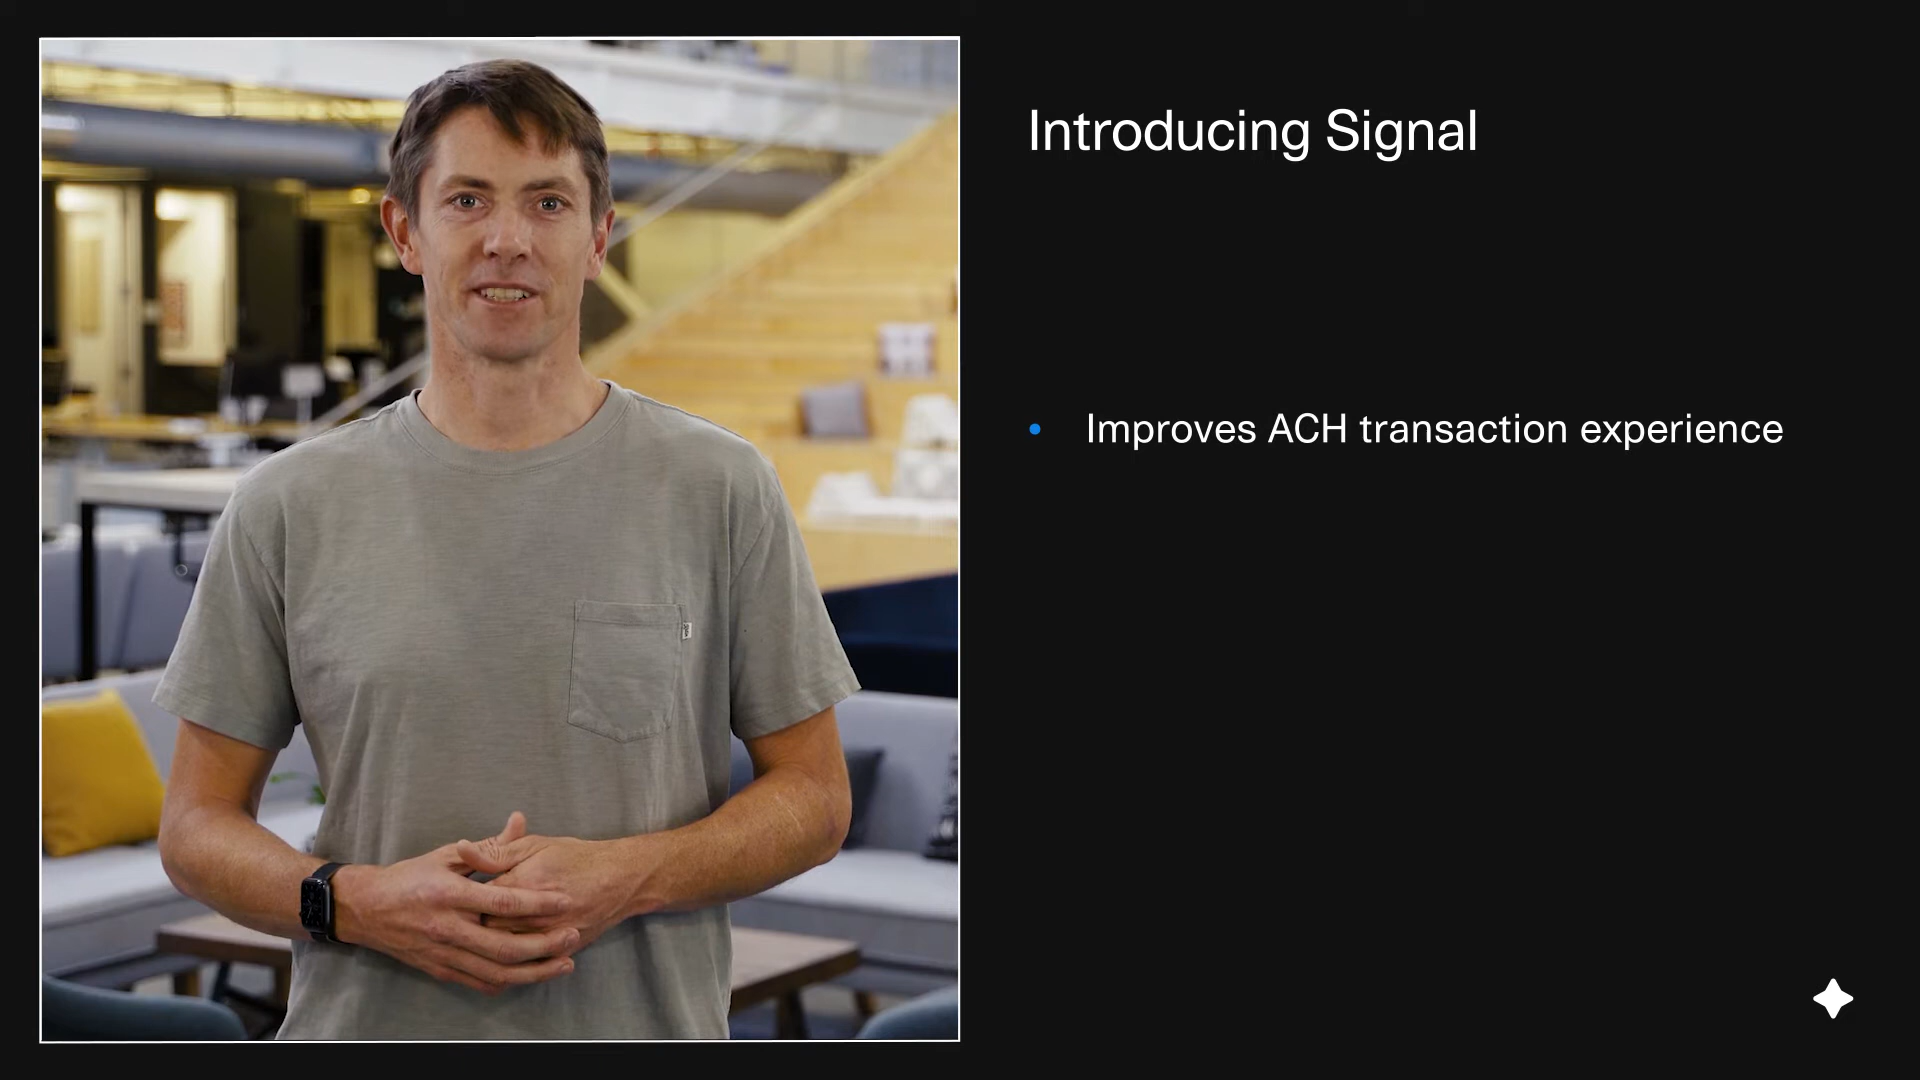 Introducing Signal
Improves ACH transaction experience